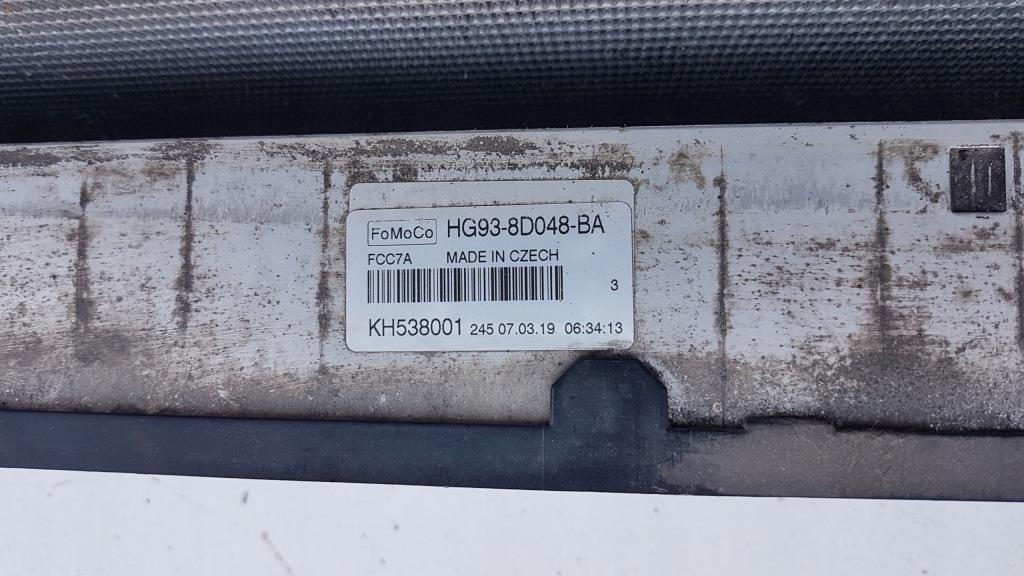 FoMoCo HG93-8D048-BA
FCC7A MADE IN CZECH
3
KH538001 245 07.03.19 06:34:13